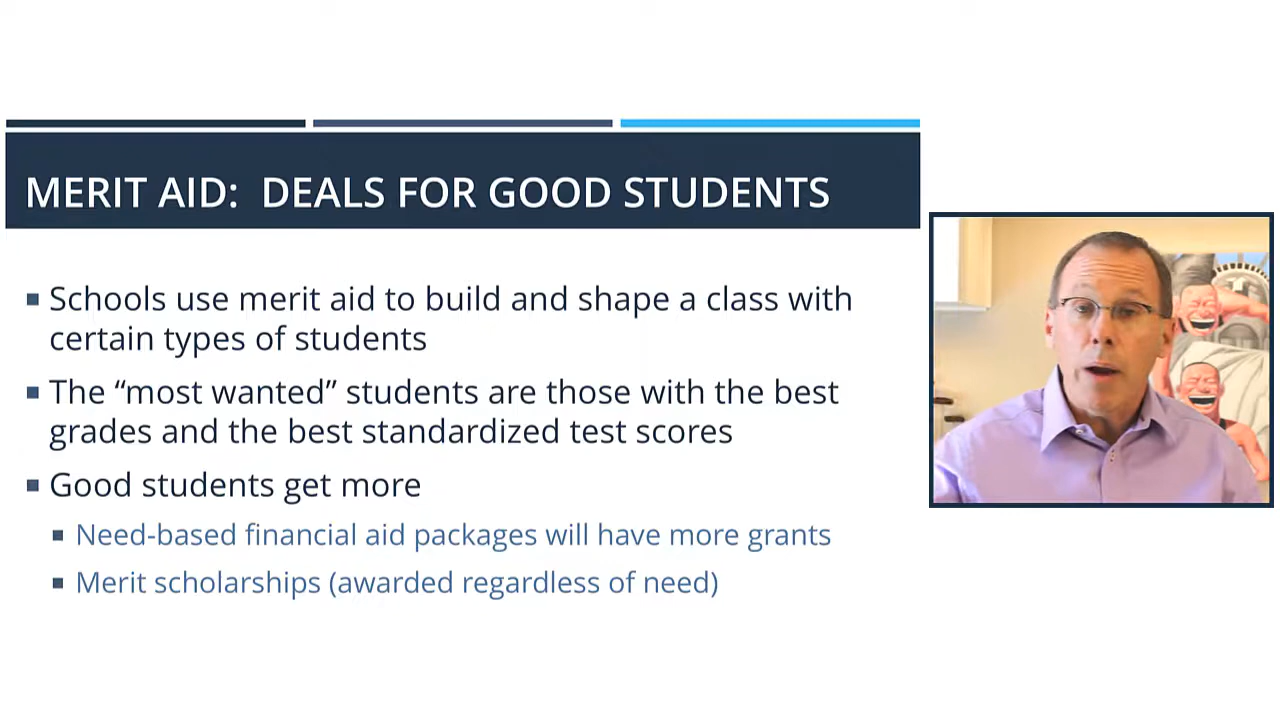 MERIT AID: DEALS FOR GOOD STUDENTS
Schools use merit aid to build and shape a class with
certain types of students
The “most wanted” students are those with the best
grades and the best standardized test scores
Good students get more
Need-based financial aid packages will have more grants
Merit scholarships (awarded regardless of need)